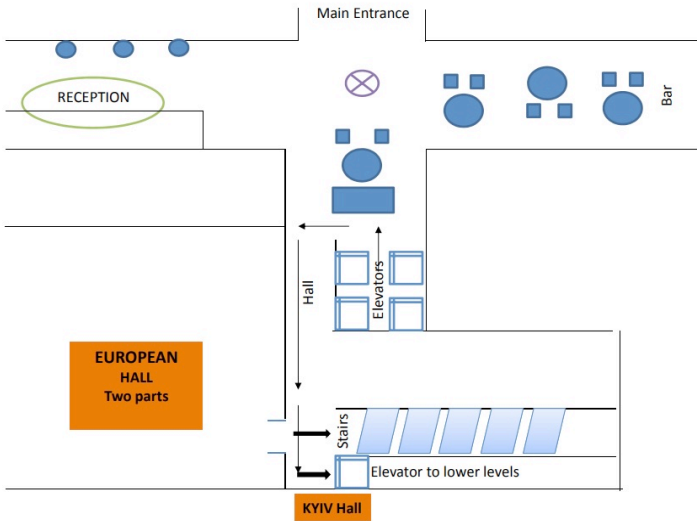 Main Entrance
RECEPTION
Bar
Elevators
Hall
EUROPEAN
HALL
Two parts
Stairs
Elevator to lower levels
KYIV Hall